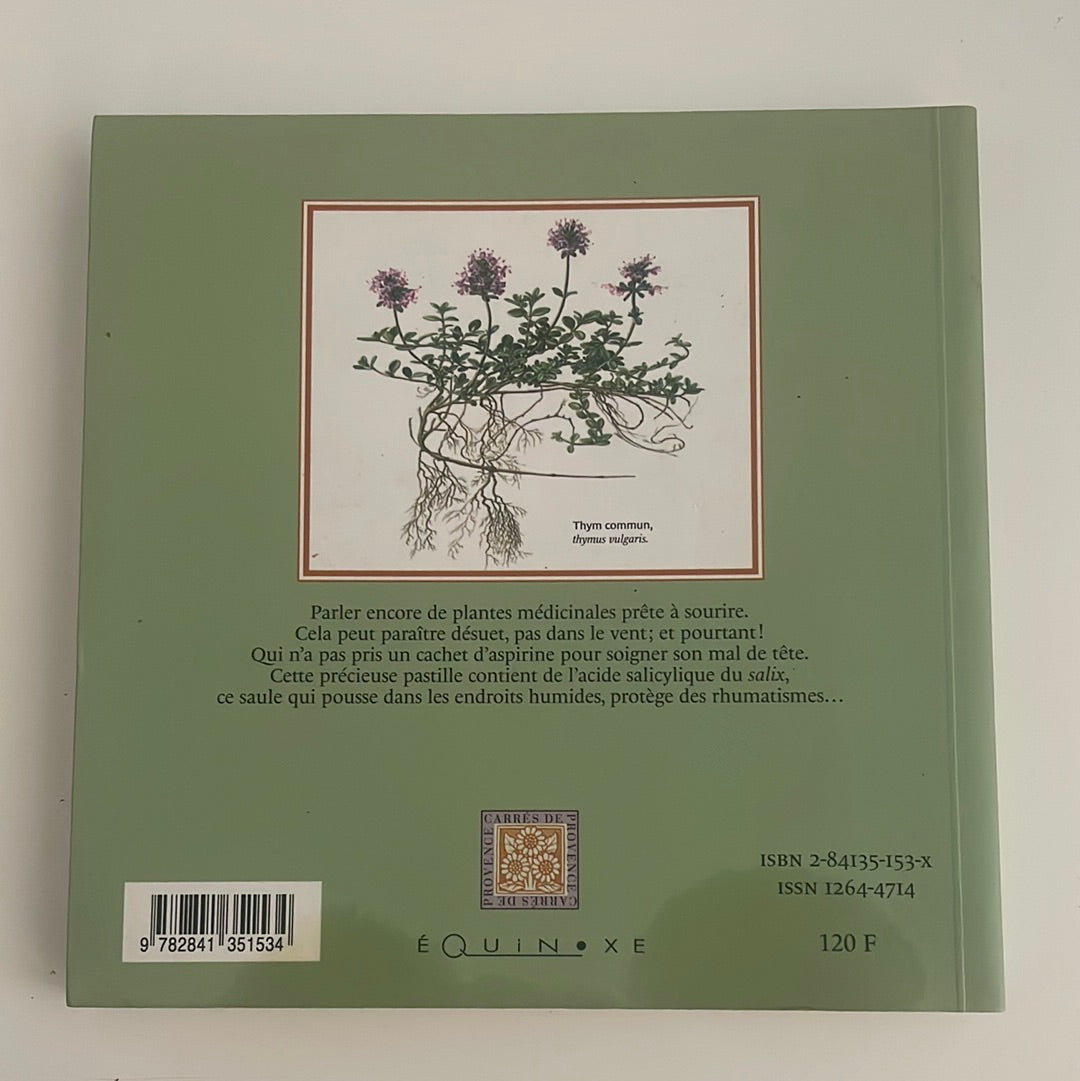 Thym commun,
thymus vulgaris.
Parler encore de plantes médicinales prête à sourire.
Cela peut paraître désuet, pas dans le vent; et pourtant!
Qui n'a pas pris un cachet d'aspirine pour soigner son mal de tête.
Cette précieuse pastille contient de l'acide salicylique du salix,
ce saule qui pousse dans les endroits humides, protège des rhumatismes…
CARRÉS DE PROVENCE
CARRÉS DE PROVENCE
ISBN 2-84135-153-X
ISSN 1264-4714
9 782841 351534
ÉQUiNOXE
120 F